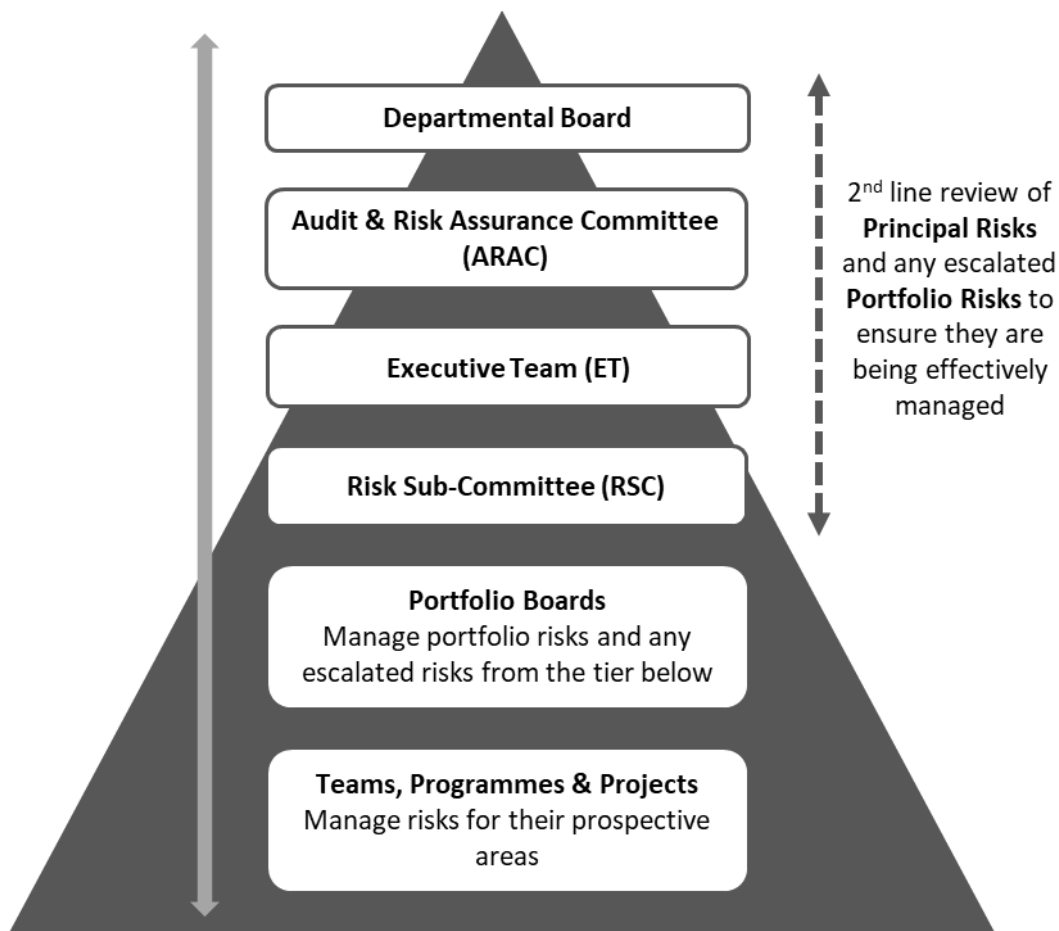 Departmental Board
Audit & Risk Assurance Committee
(ARAC)
Executive Team (ET)
Risk Sub-Committee (RSC)
Portfolio Boards
Manage portfolio risks and any
escalated risks from the tier below
Teams, Programmes & Projects
Manage risks for their prospective
areas
2nd line review of
Principal Risks
and any escalated
Portfolio Risks to
ensure they are
being effectively
managed